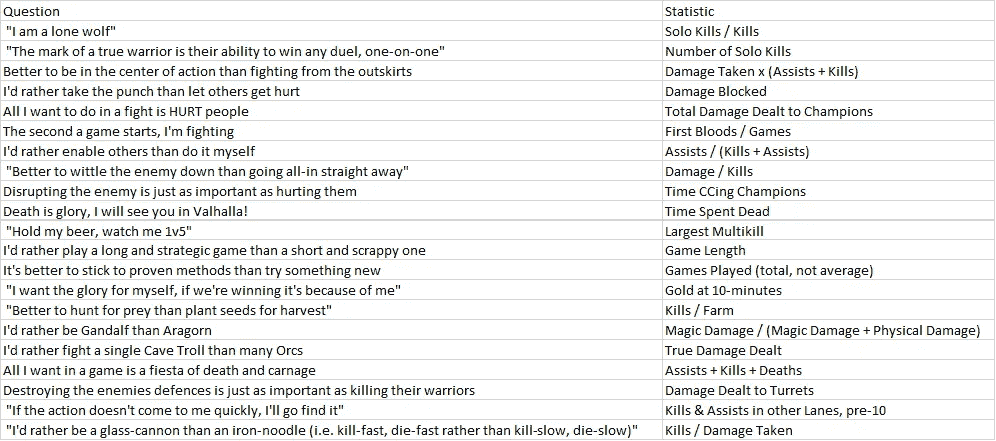 Question Statistic
"I am a lone wolf" Solo Kills / Kills
"The mark of a true warrior is their ability to win any duel, one-on-one" Number of Solo Kills
Better to be in the center of action than fighting from the outskirts Damage Taken x (Assists + Kills)
I'd rather take the punch than let others get hurt Damage Blocked
All I want to do in a fight is HURT people Total Damage Dealt to Champions
The second a game starts, I'm fighting First Bloods / Games
I'd rather enable others than do it myself Assists / (Kills + Assists)
"Better to wittle the enemy down than going all-in straight away" Damage / Kills
Disrupting the enemy is just as important as hurting them Time CCing Champions
Death is glory, I will see you in Valhalla! Time Spent Dead
"Hold my beer, watch me 1v5" Largest Multikill
I'd rather play a long and strategic game than a short and scrappy one Game Length
It's better to stick to proven methods than try something new Games Played (total, not average)
"I want the glory for myself, if we're winning it's because of me" Gold at 10-minutes
"Better to hunt for prey than plant seeds for harvest" Kills / Farm
I'd rather be Gandalf than Aragorn Magic Damage / (Magic Damage + Physical Damage)
I'd rather fight a single Cave Troll than many Orcs True Damage Dealt
All I want in a game is a fiesta of death and carnage Assists + Kills + Deaths
Destroying the enemies defences is just as important as killing their warriors Damage Dealt to Turrets
"If the action doesn't come to me quickly, I'll go find it" Kills & Assists in other Lanes, pre-10
"I'd rather be a glass-cannon than an iron-noodle (i.e. kill-fast, die-fast rather than kill-slow, die-slow)" Kills / Damage Taken